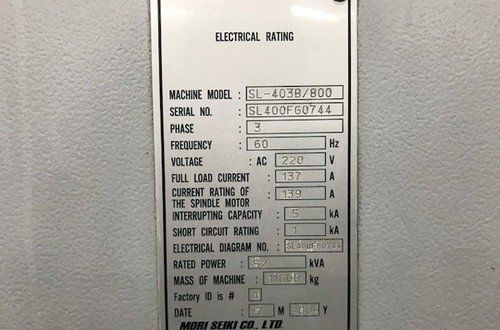 ELECTRICAL RATING
MACHINE MODEL : SL-403B/800
SERIAL NO. : SL400FG0744
PHASE : 3
FREQUENCY : 60 Hz
VOLTAGE : AC 220 V
FULL LOAD CURRENT : 137 A
CURRENT RATING OF THE SPINDLE MOTOR : 139 A
INTERRUPTING CAPACITY : 5 kA
SHORT CIRCUIT RATING : 1 kA
ELECTRICAL DIAGRAM NO. : SL400FG0744
RATED POWER : 52 kVA
MASS OF MACHINE : kg
Factory ID is #
DATE : 7 M Y
MORI SEIKI CO., LTD.